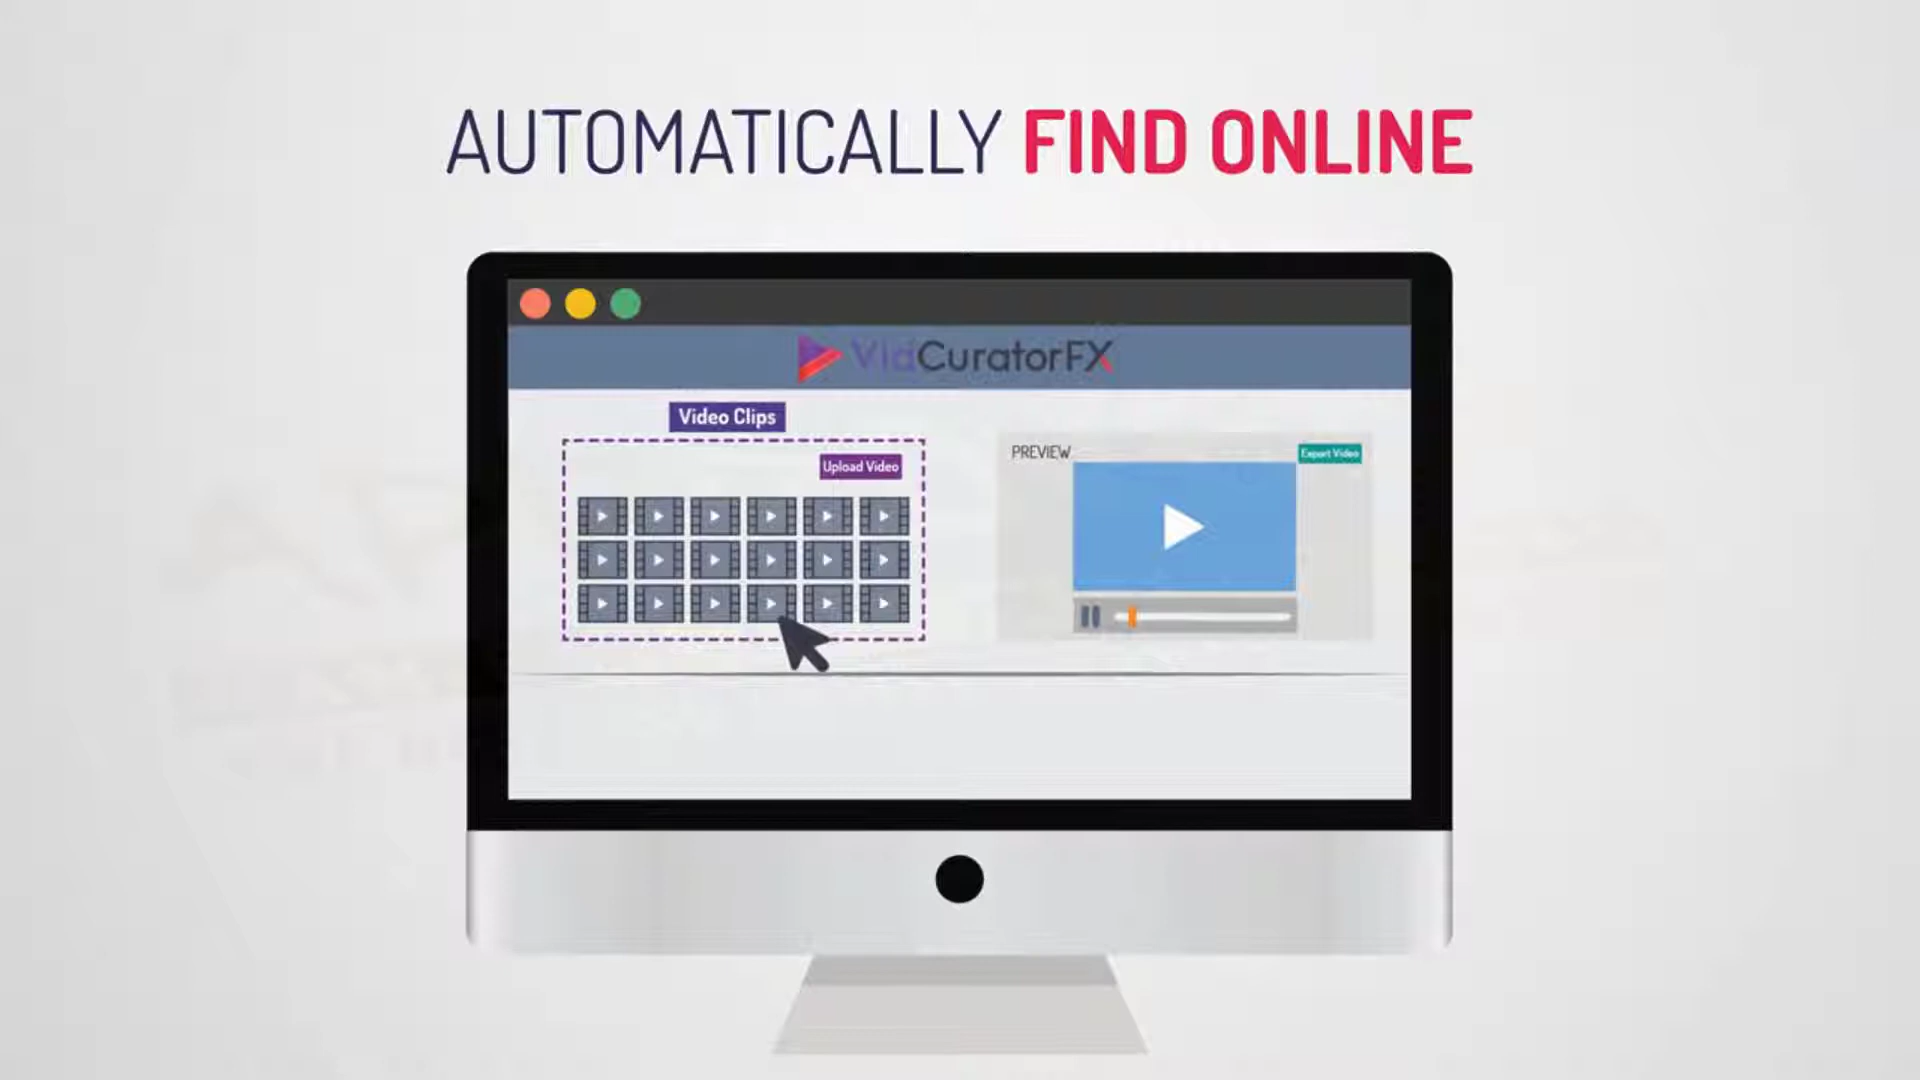 AUTOMATICALLY FIND ONLINE
VidCuratorFX
Video Clips
Upload Video
PREVIEW
Export Video